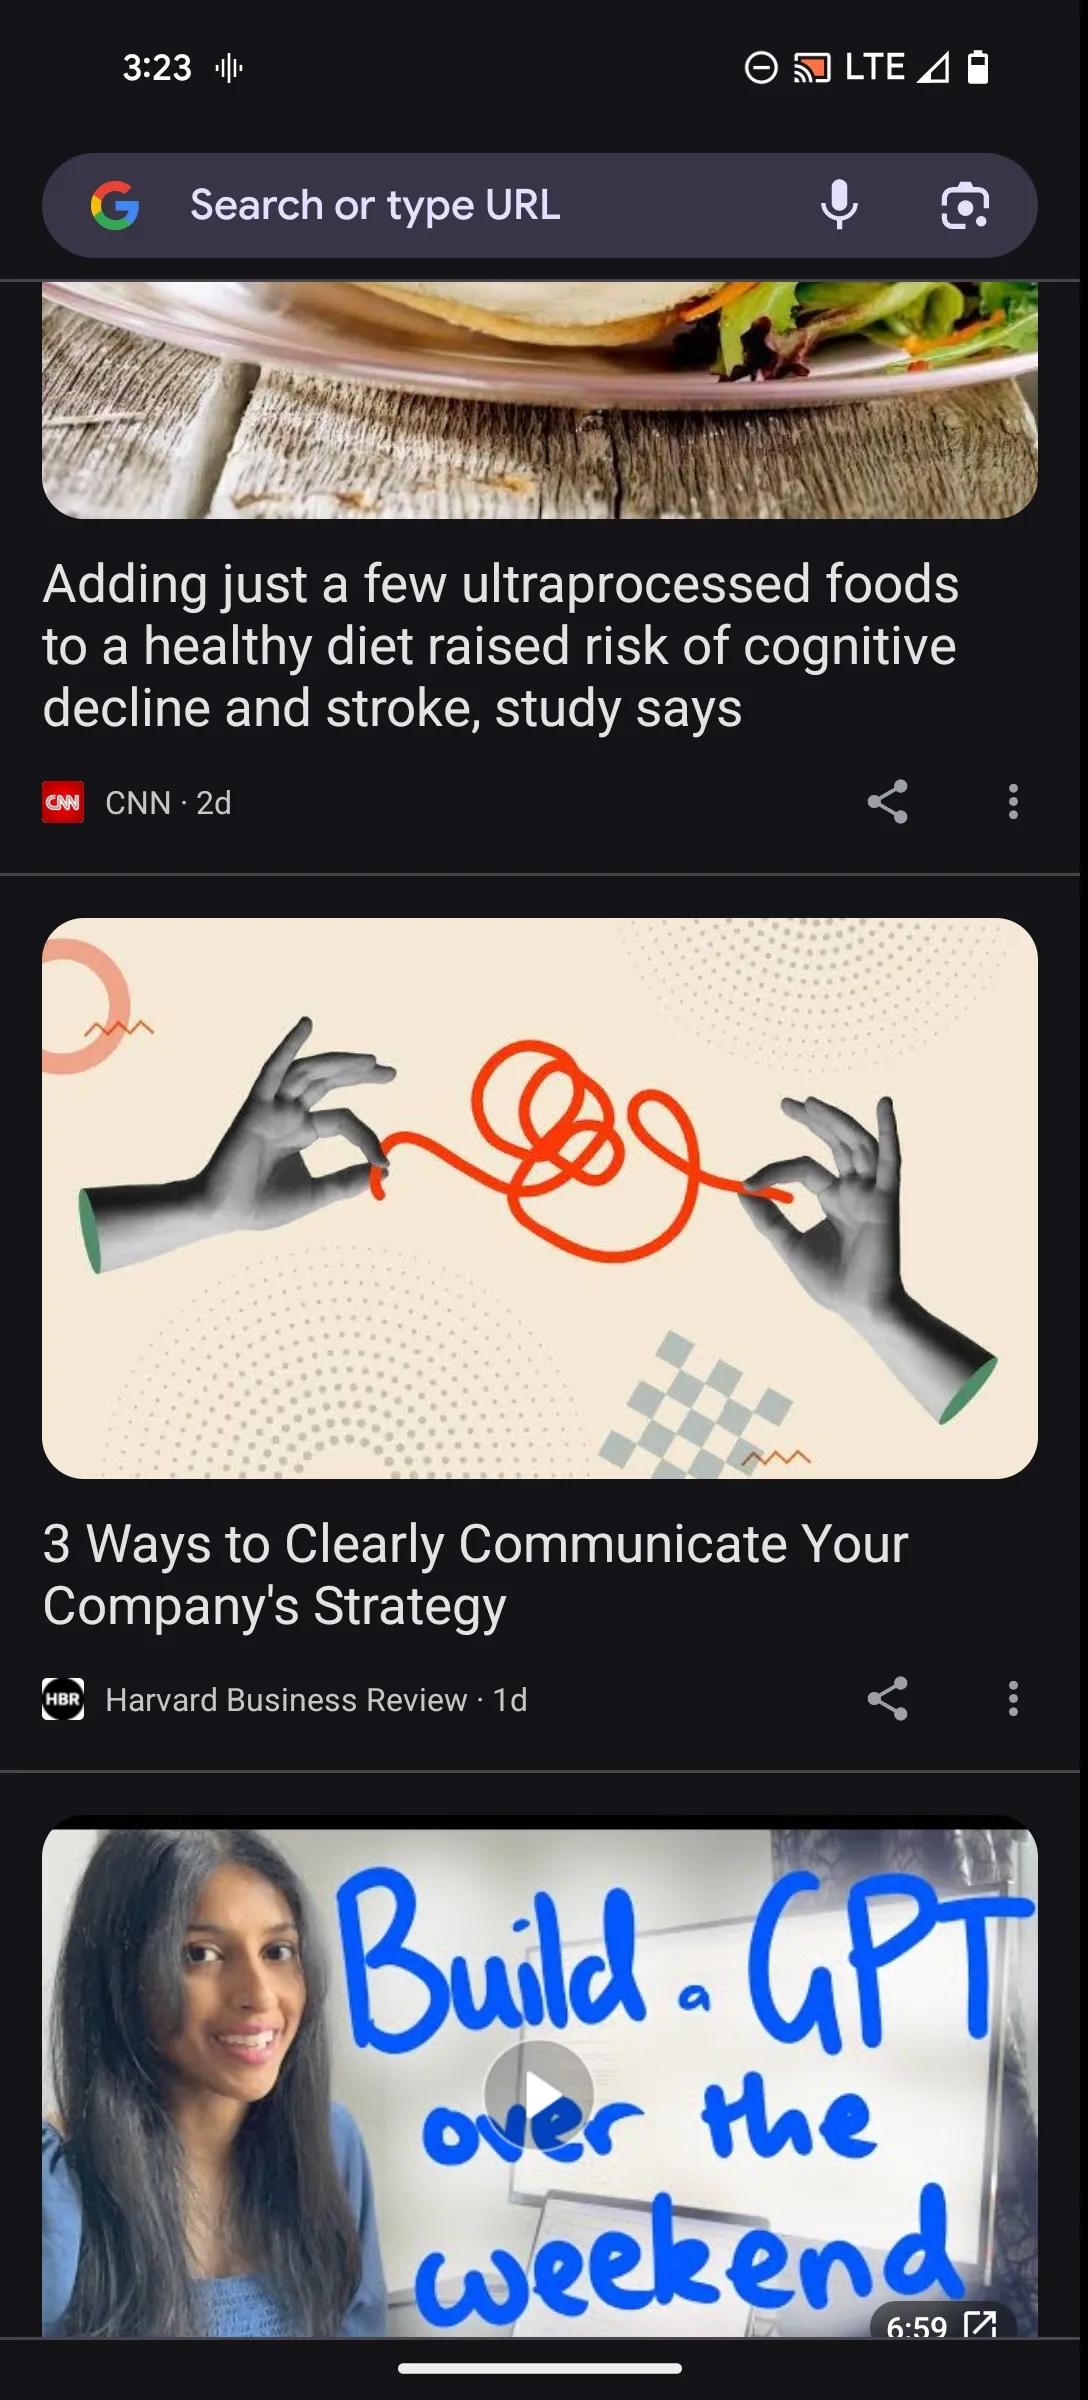 3:23 LTE
Search or type URL
Adding just a few ultraprocessed foods
to a healthy diet raised risk of cognitive
decline and stroke, study says
CNN CNN · 2d
3 Ways to Clearly Communicate Your
Company's Strategy
HBR Harvard Business Review · 1d
Build a GPT
over the
weekend
6:59